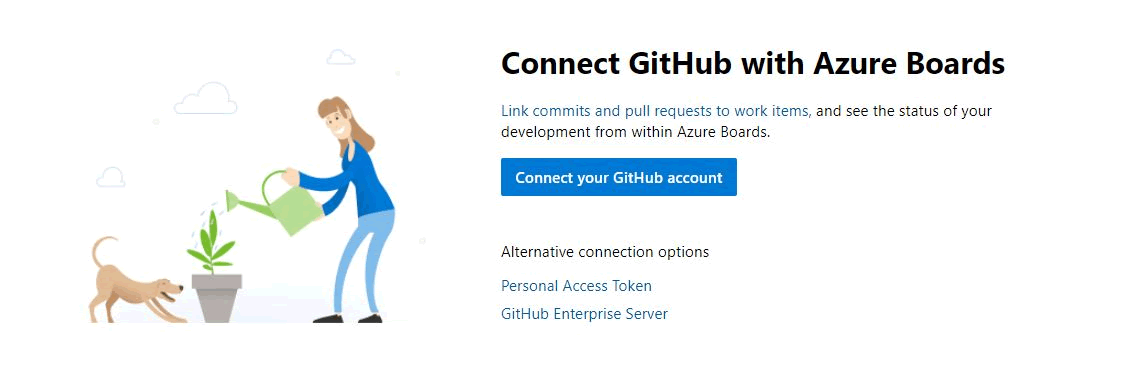 Connect GitHub with Azure Boards
Link commits and pull requests to work items, and see the status of your
development from within Azure Boards.
Connect your GitHub account
Alternative connection options
Personal Access Token
GitHub Enterprise Server